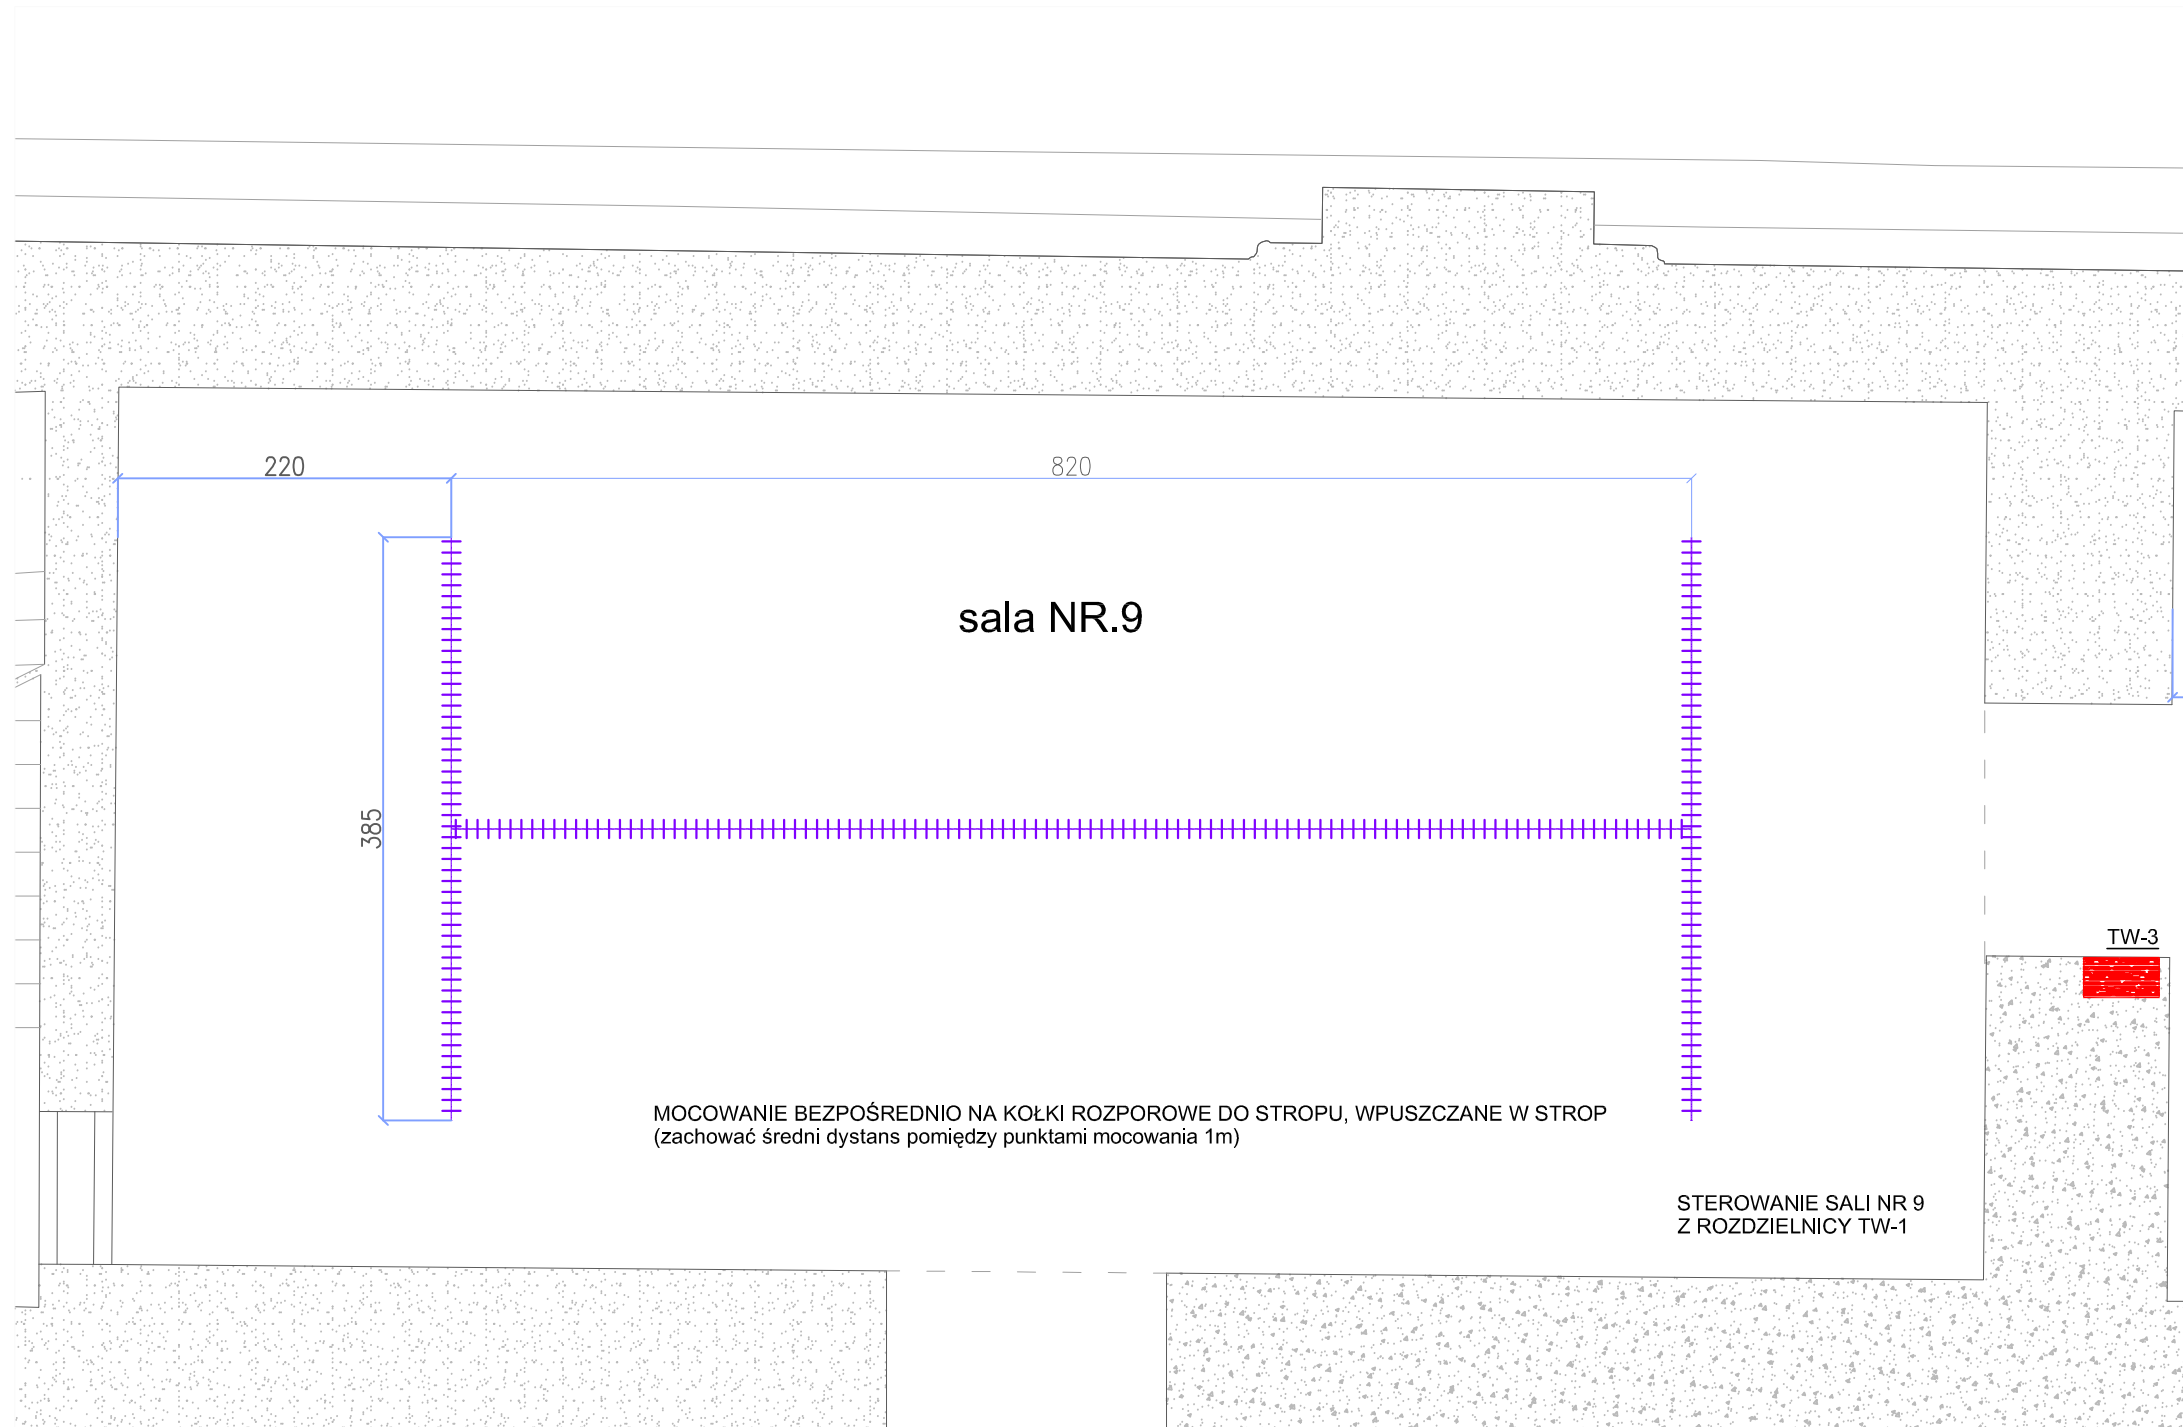 220
820
sala NR.9
385
TW-3
MOCOWANIE BEZPOŚREDNIO NA KOŁKI ROZPOROWE DO STROPU, WPUSZCZANE W STROP
(zachować średni dystans pomiędzy punktami mocowania 1m)
STEROWANIE SALI NR 9
Z ROZDZIELNICY TW-1